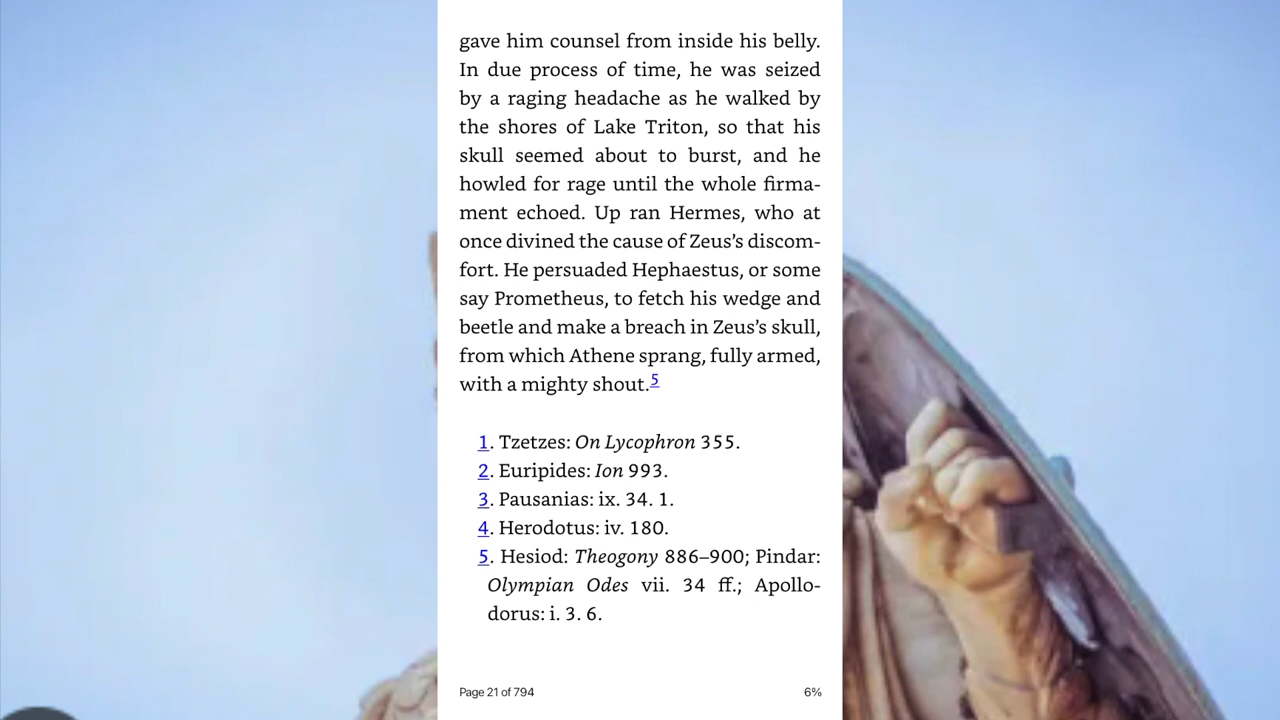 gave him counsel from inside his belly.
In due process of time, he was seized
by a raging headache as he walked by
the shores of Lake Triton, so that his
skull seemed about to burst, and he
howled for rage until the whole firma-
ment echoed. Up ran Hermes, who at
once divined the cause of Zeus’s discom-
fort. He persuaded Hephaestus, or some
say Prometheus, to fetch his wedge and
beetle and make a breach in Zeus’s skull,
from which Athene sprang, fully armed,
with a mighty shout.5
1. Tzetzes: On Lycophron 355.
2. Euripides: Ion 993.
3. Pausanias: ix. 34. 1.
4. Herodotus: iv. 180.
5. Hesiod: Theogony 886–900; Pindar:
Olympian Odes vii. 34 ff.; Apollo-
dorus: i. 3. 6.
Page 21 of 794 6%